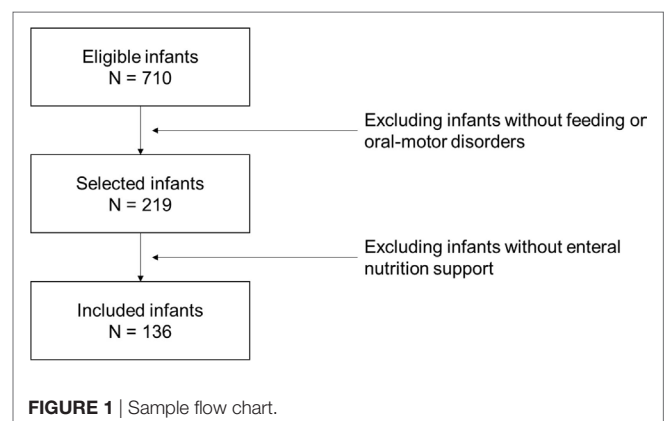 Eligible infants
N = 710
Excluding infants without feeding or
oral-motor disorders
Selected infants
N = 219
Excluding infants without enteral
nutrition support
Included infants
N = 136
FIGURE 1 | Sample flow chart.